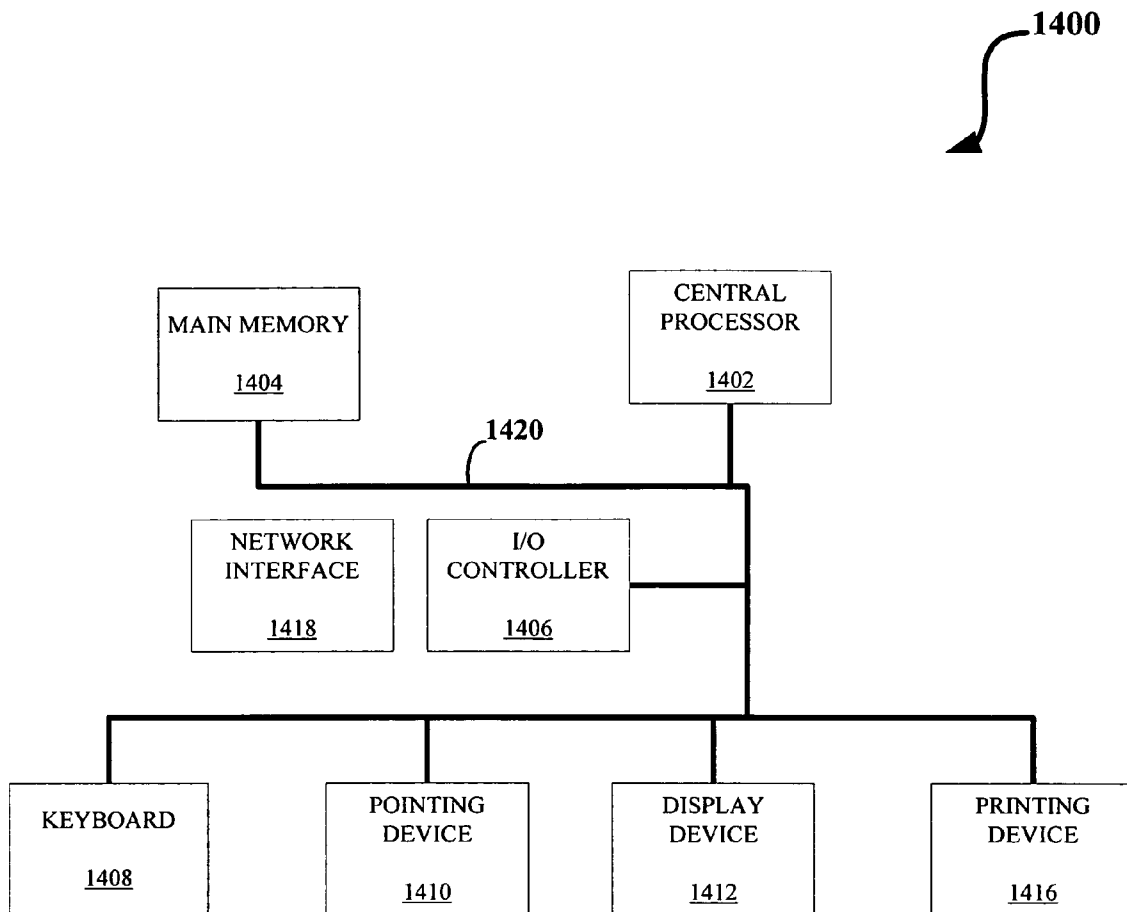 1400
MAIN MEMORY
1404
CENTRAL
PROCESSOR
1402
1420
NETWORK
INTERFACE
1418
I/O
CONTROLLER
1406
KEYBOARD
1408
POINTING
DEVICE
1410
DISPLAY
DEVICE
1412
PRINTING
DEVICE
1416